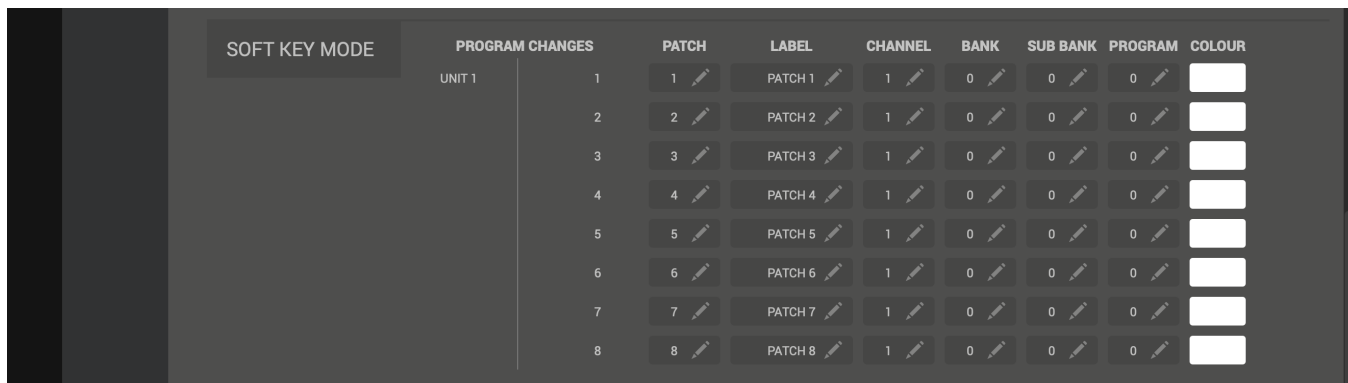 SOFT KEY MODE PROGRAM CHANGES PATCH LABEL CHANNEL BANK SUB BANK PROGRAM COLOUR
UNIT 1 1 1 PATCH 1 1 0 0 0
2 2 PATCH 2 1 0 0 0
3 3 PATCH 3 1 0 0 0
4 4 PATCH 4 1 0 0 0
5 5 PATCH 5 1 0 0 0
6 6 PATCH 6 1 0 0 0
7 7 PATCH 7 1 0 0 0
8 8 PATCH 8 1 0 0 0